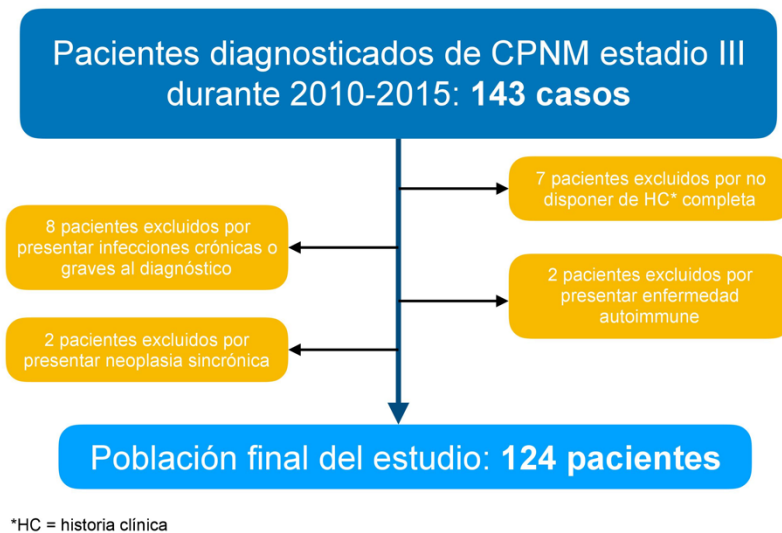 Pacientes diagnosticados de CPNM estadio III
durante 2010-2015: 143 casos
7 pacientes excluidos por no
disponer de HC* completa
8 pacientes excluidos por
presentar infecciones crónicas o
graves al diagnóstico
2 pacientes excluidos por
presentar enfermedad
autoimmune
2 pacientes excluidos por
presentar neoplasia sincrónica
Población final del estudio: 124 pacientes
*HC = historia clínica